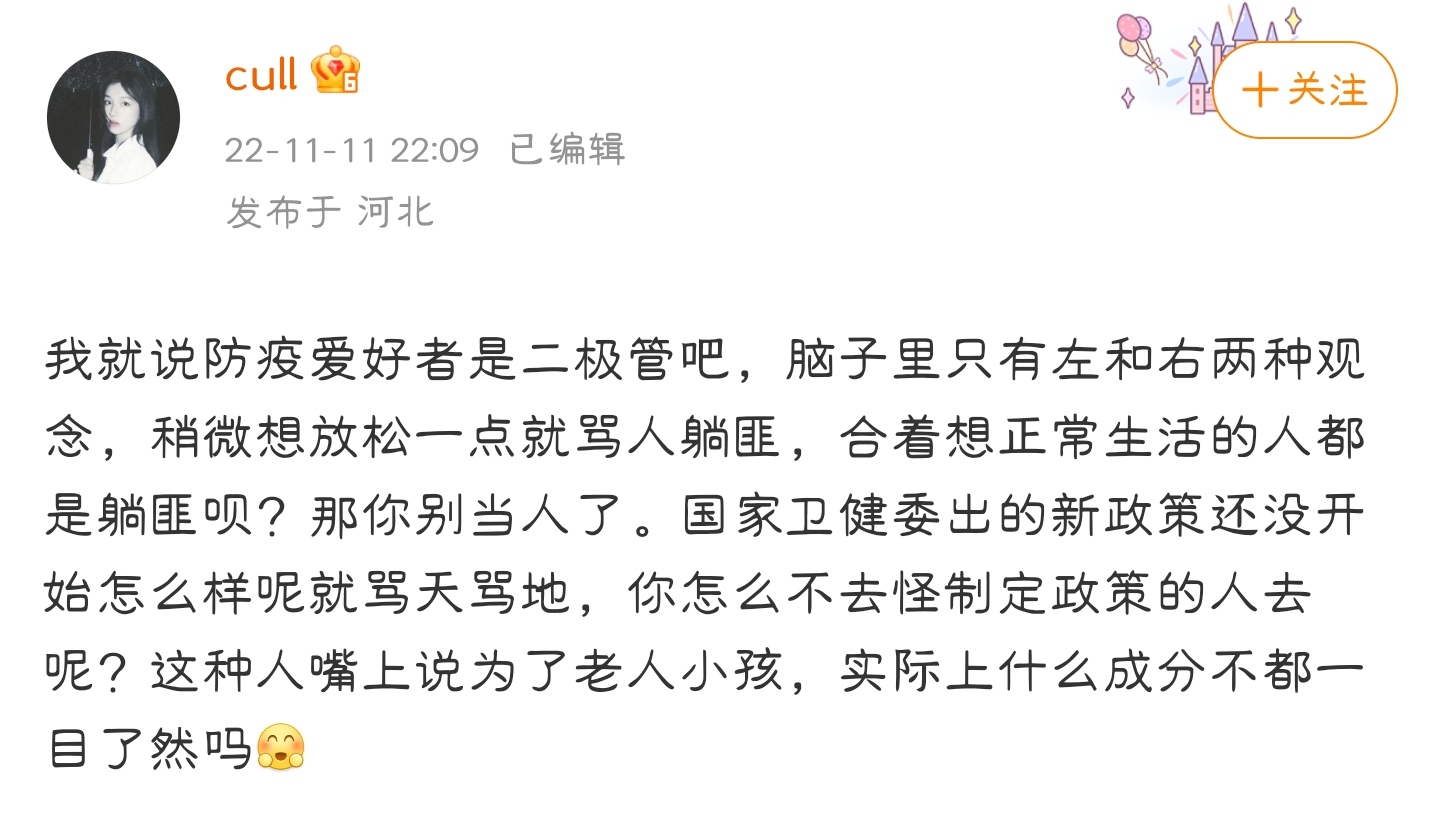 cull
6
+关注
22-11-11 22:09 已编辑
发布于 河北
我就说防疫爱好者是二极管吧，脑子里只有左和右两种观
念，稍微想放松一点就骂人躺匪，合着想正常生活的人都
是躺匪呗？那你别当人了。国家卫健委出的新政策还没开
始怎么样呢就骂天骂地，你怎么不去怪制定政策的人去
呢？这种人嘴上说为了老人小孩，实际上什么成分不都一
目了然吗🤗